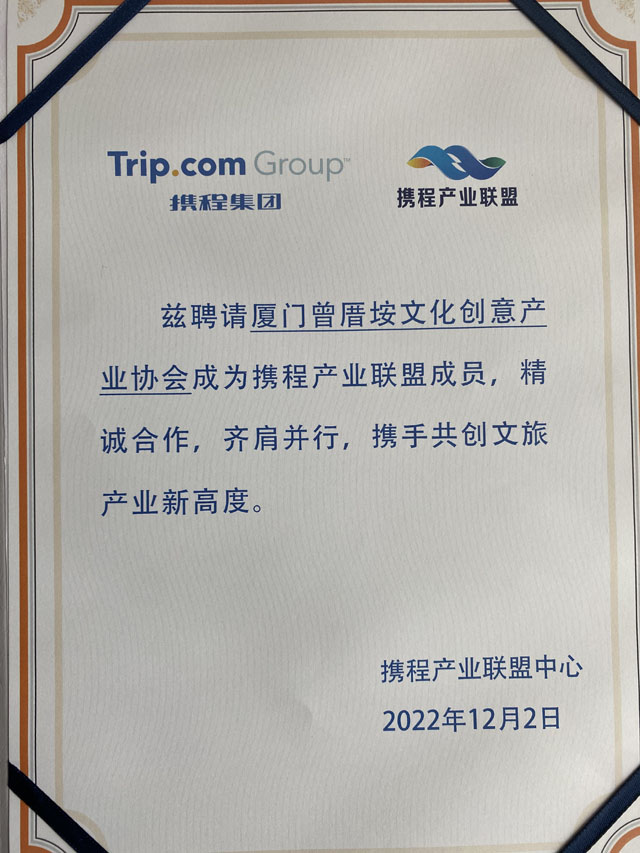 Trip.com Group™
携程集团
携程产业联盟
兹聘请厦门曾厝垵文化创意产
业协会成为携程产业联盟成员，精
诚合作，齐肩并行，携手共创文旅
产业新高度。
携程产业联盟中心
2022年12月2日